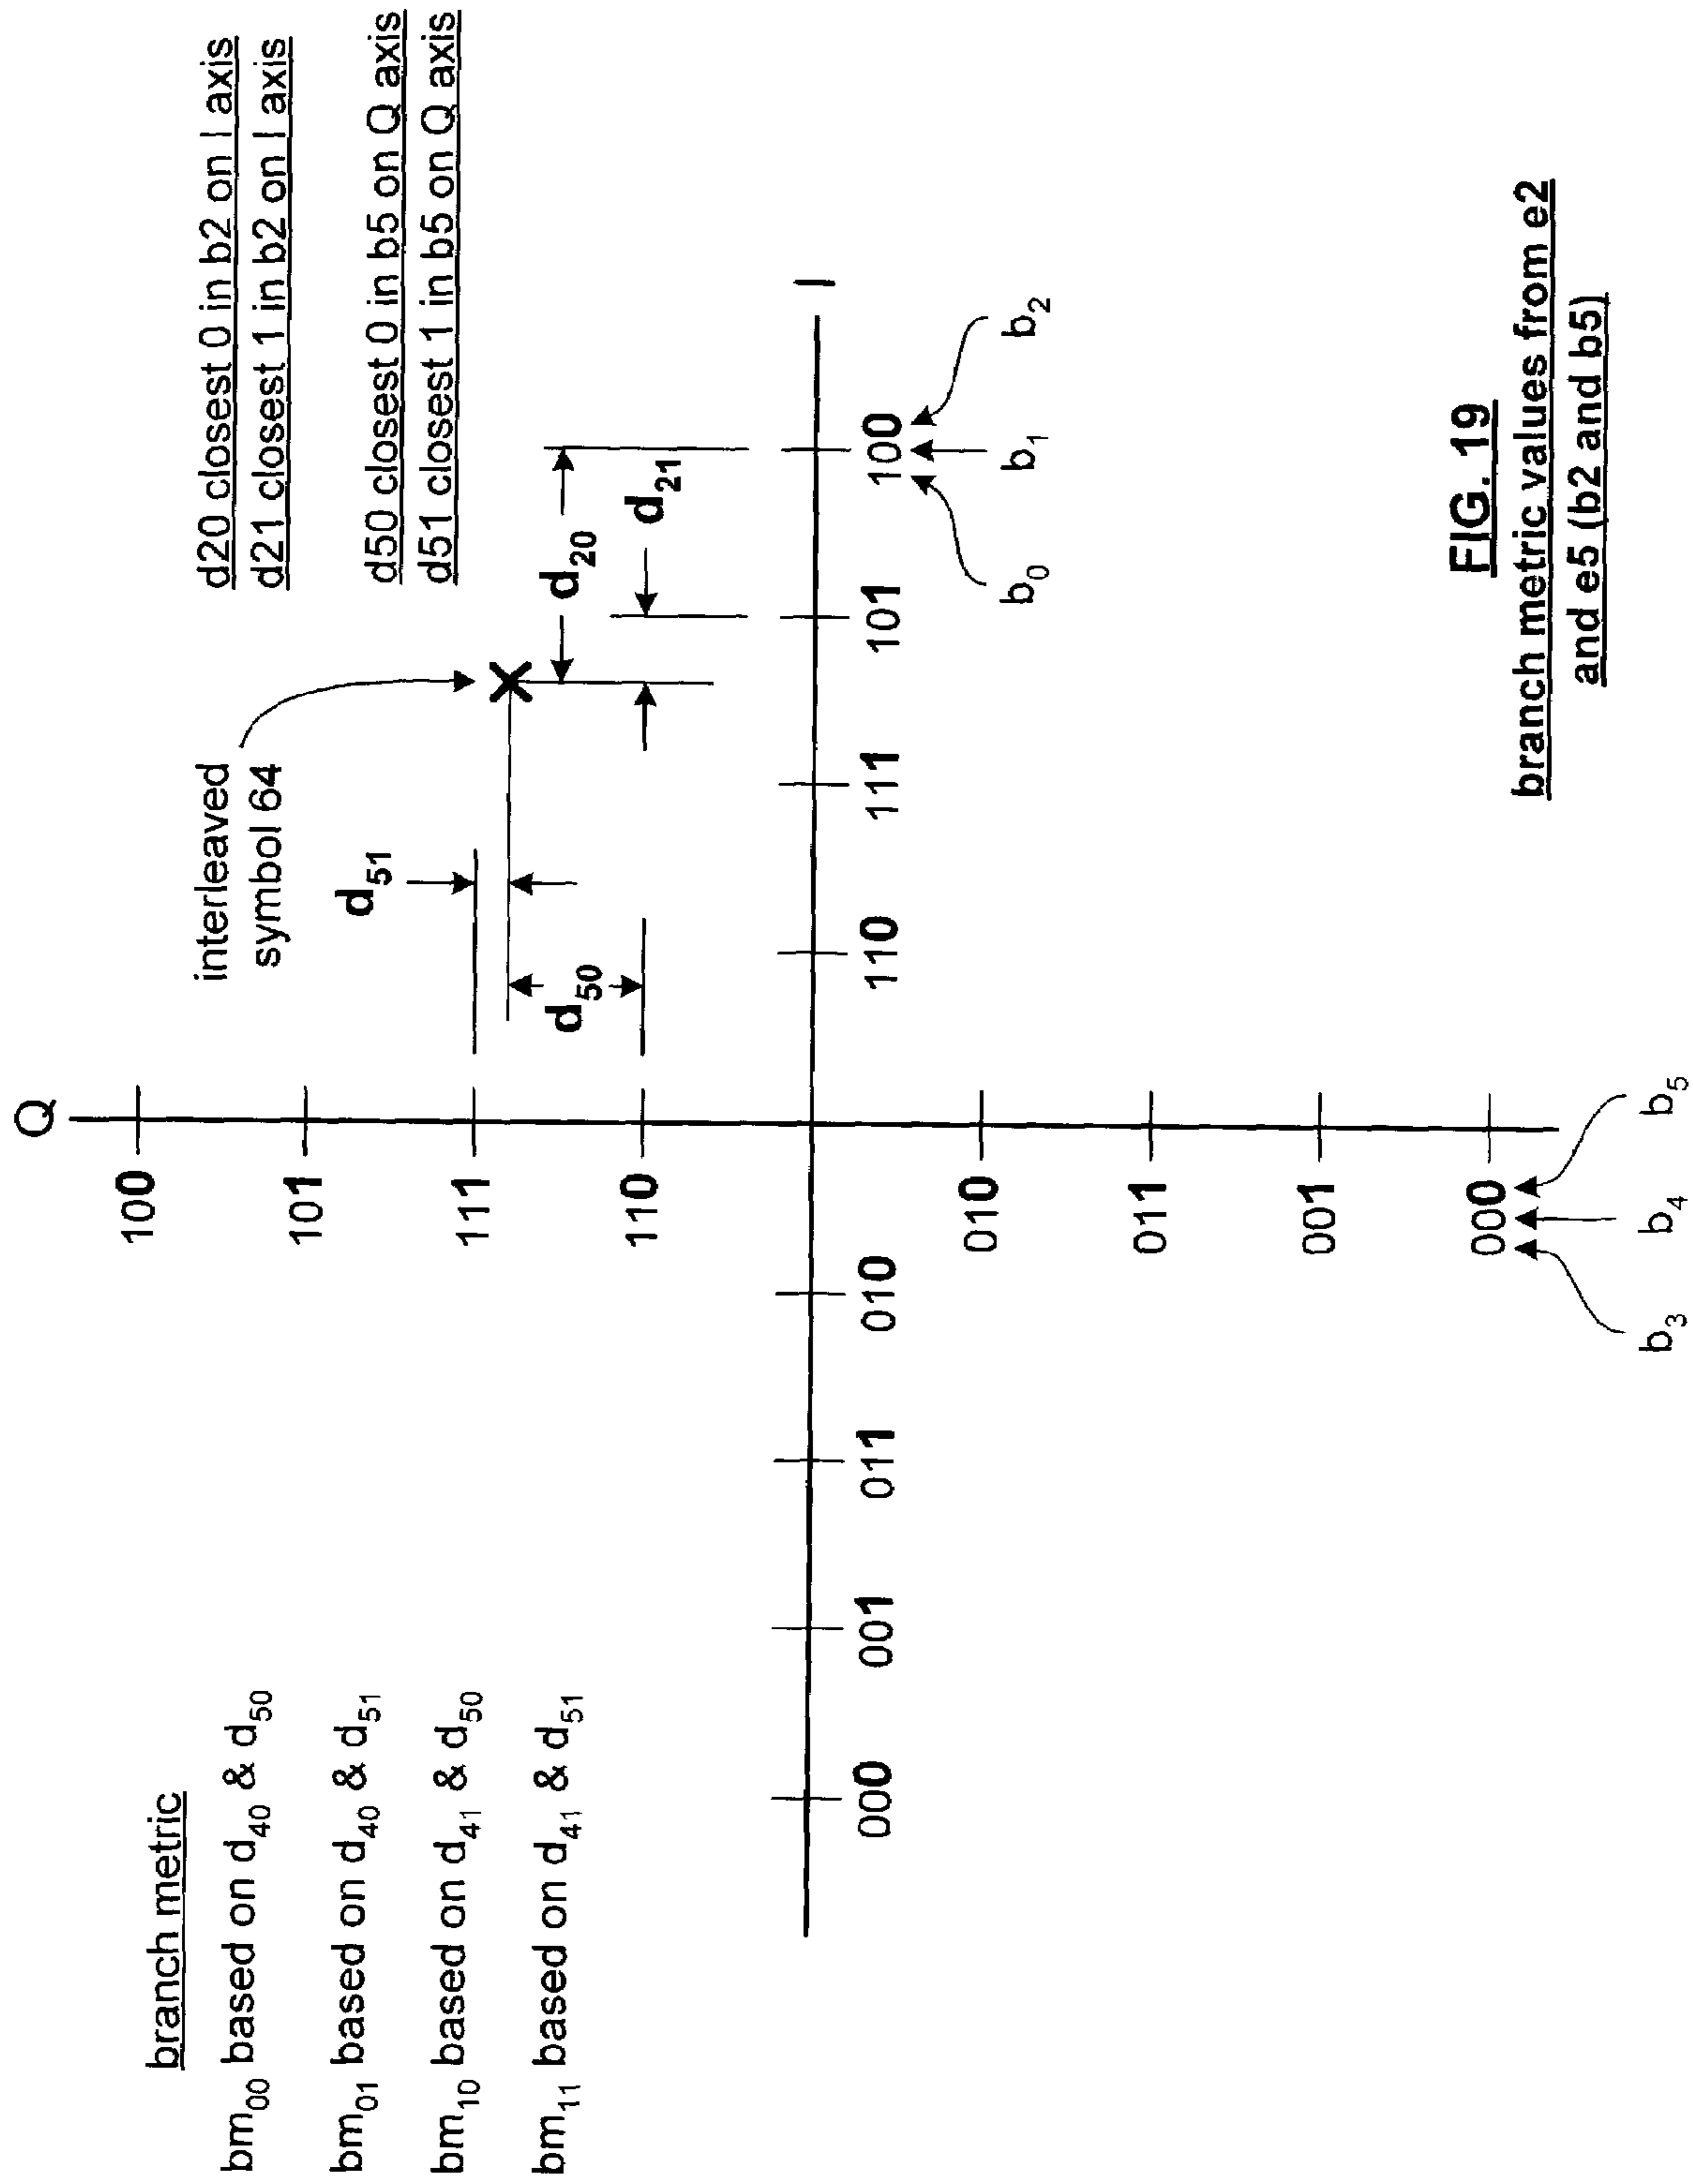 branch metric
bm00 based on d40 & d50
bm01 based on d40 & d51
bm10 based on d41 & d50
bm11 based on d41 & d51
Q
100
101
111
110
010
011
001
000
b3
b4
b5
interleaved
symbol 64
d51
d50
d20
d21
d20 closest 0 in b2 on I axis
d21 closest 1 in b2 on I axis
d50 closest 0 in b5 on Q axis
d51 closest 1 in b5 on Q axis
I
000
001
011
010
110
111
101
100
b0
b1
b2
FIG. 19
branch metric values from e2
and e5 (b2 and b5)